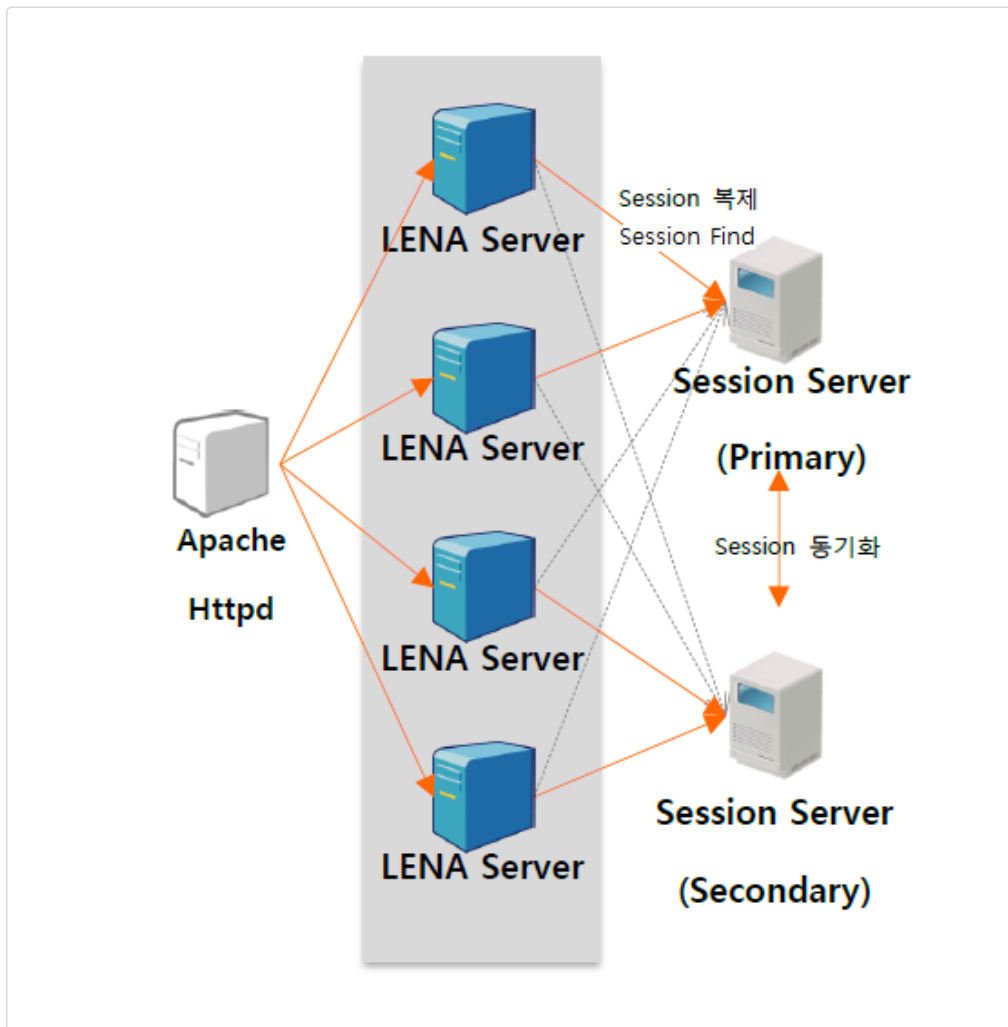 LENA Server
Session 복제
Session Find
LENA Server
Session Server
(Primary)
Apache
Httpd
Session 동기화
LENA Server
Session Server
(Secondary)
LENA Server